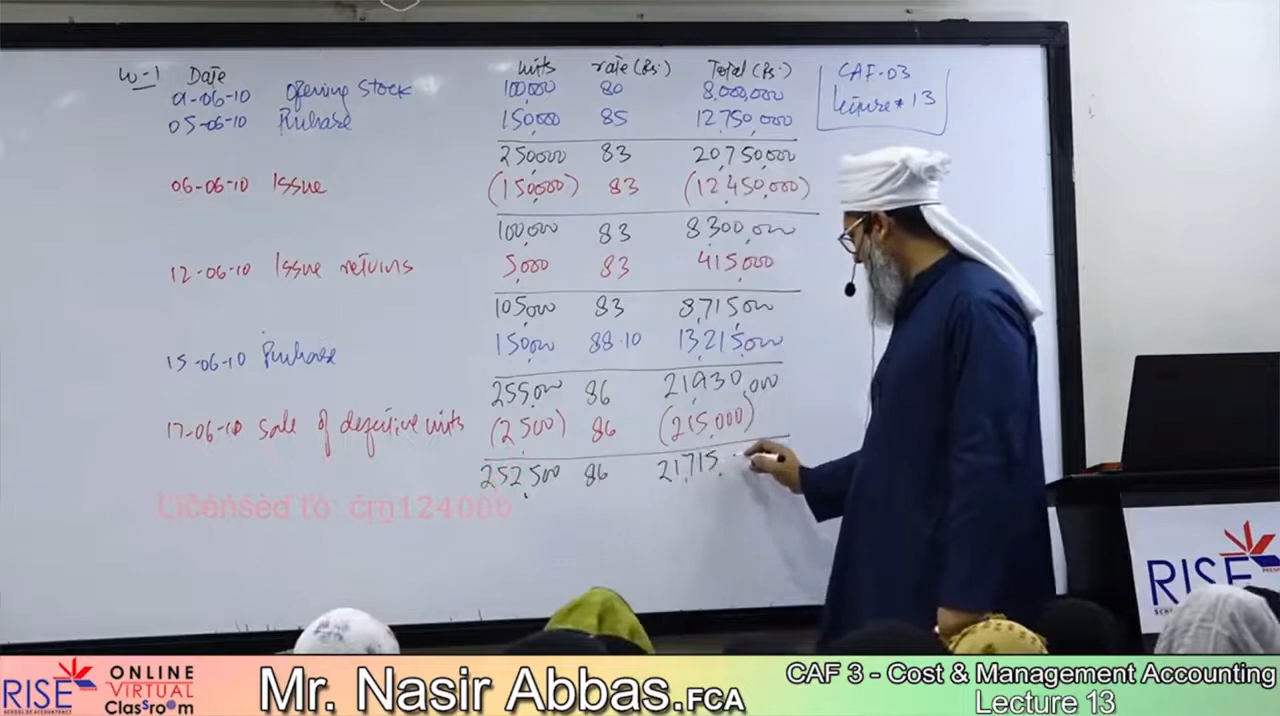 W-1 Date units rate (Rs.) Total (Rs.)
01-06-10 Opening Stock 100,000 80 8,000,000
05-06-10 Purchase 150,000 85 12,750,000
250,000 83 20,750,000
06-06-10 Issue (150,000) 83 (12,450,000)
100,000 83 8,300,000
12-06-10 Issue returns 5,000 83 415,000
105,000 83 8,715,000
15-06-10 Purchase 150,000 88.10 13,215,000
255,000 86 21,930,000
17-06-10 sale of defective units (2,500) 86 (215,000)
252,500 86 21,715,
CAF-03
Lecture # 13
Licensed to: crn124000
RISE
RISE
SCHOOL OF ACCOUNTANCY
ONLINE
VIRTUAL
Classroom
Mr. Nasir Abbas.FCA
CAF 3 - Cost & Management Accounting
Lecture 13